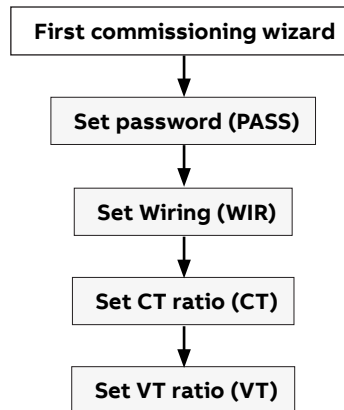 First commissioning wizard
Set password (PASS)
Set Wiring (WIR)
Set CT ratio (CT)
Set VT ratio (VT)